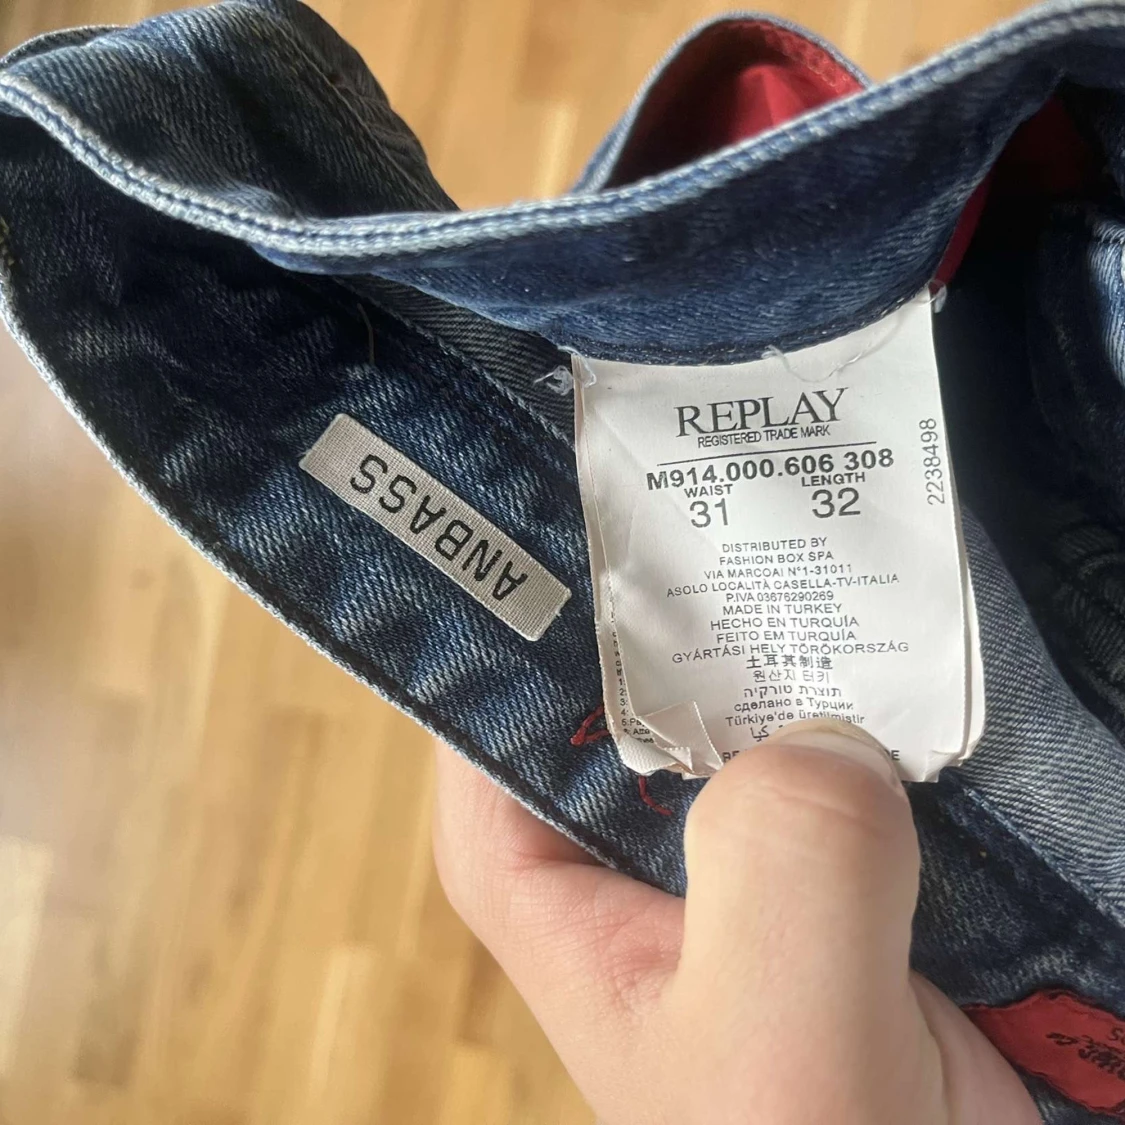 ANBASS
REPLAY
REGISTERED TRADE MARK
M914.000.606 308
WAIST LENGTH
31 32
2238498
DISTRIBUTED BY
FASHION BOX SPA
VIA MARCOAI N°1-31011
ASOLO LOCALITÀ CASELLA-TV-ITALIA
P.IVA 03676290269
MADE IN TURKEY
HECHO EN TURQUÍA
FEITO EM TURQUÍA
GYÁRTÁSI HELY TÖRÖKORSZÁG
土耳其制造
원산지 터키
תוצרת טורקיה
сделано в Турции
Türkiye'de üretilmistir